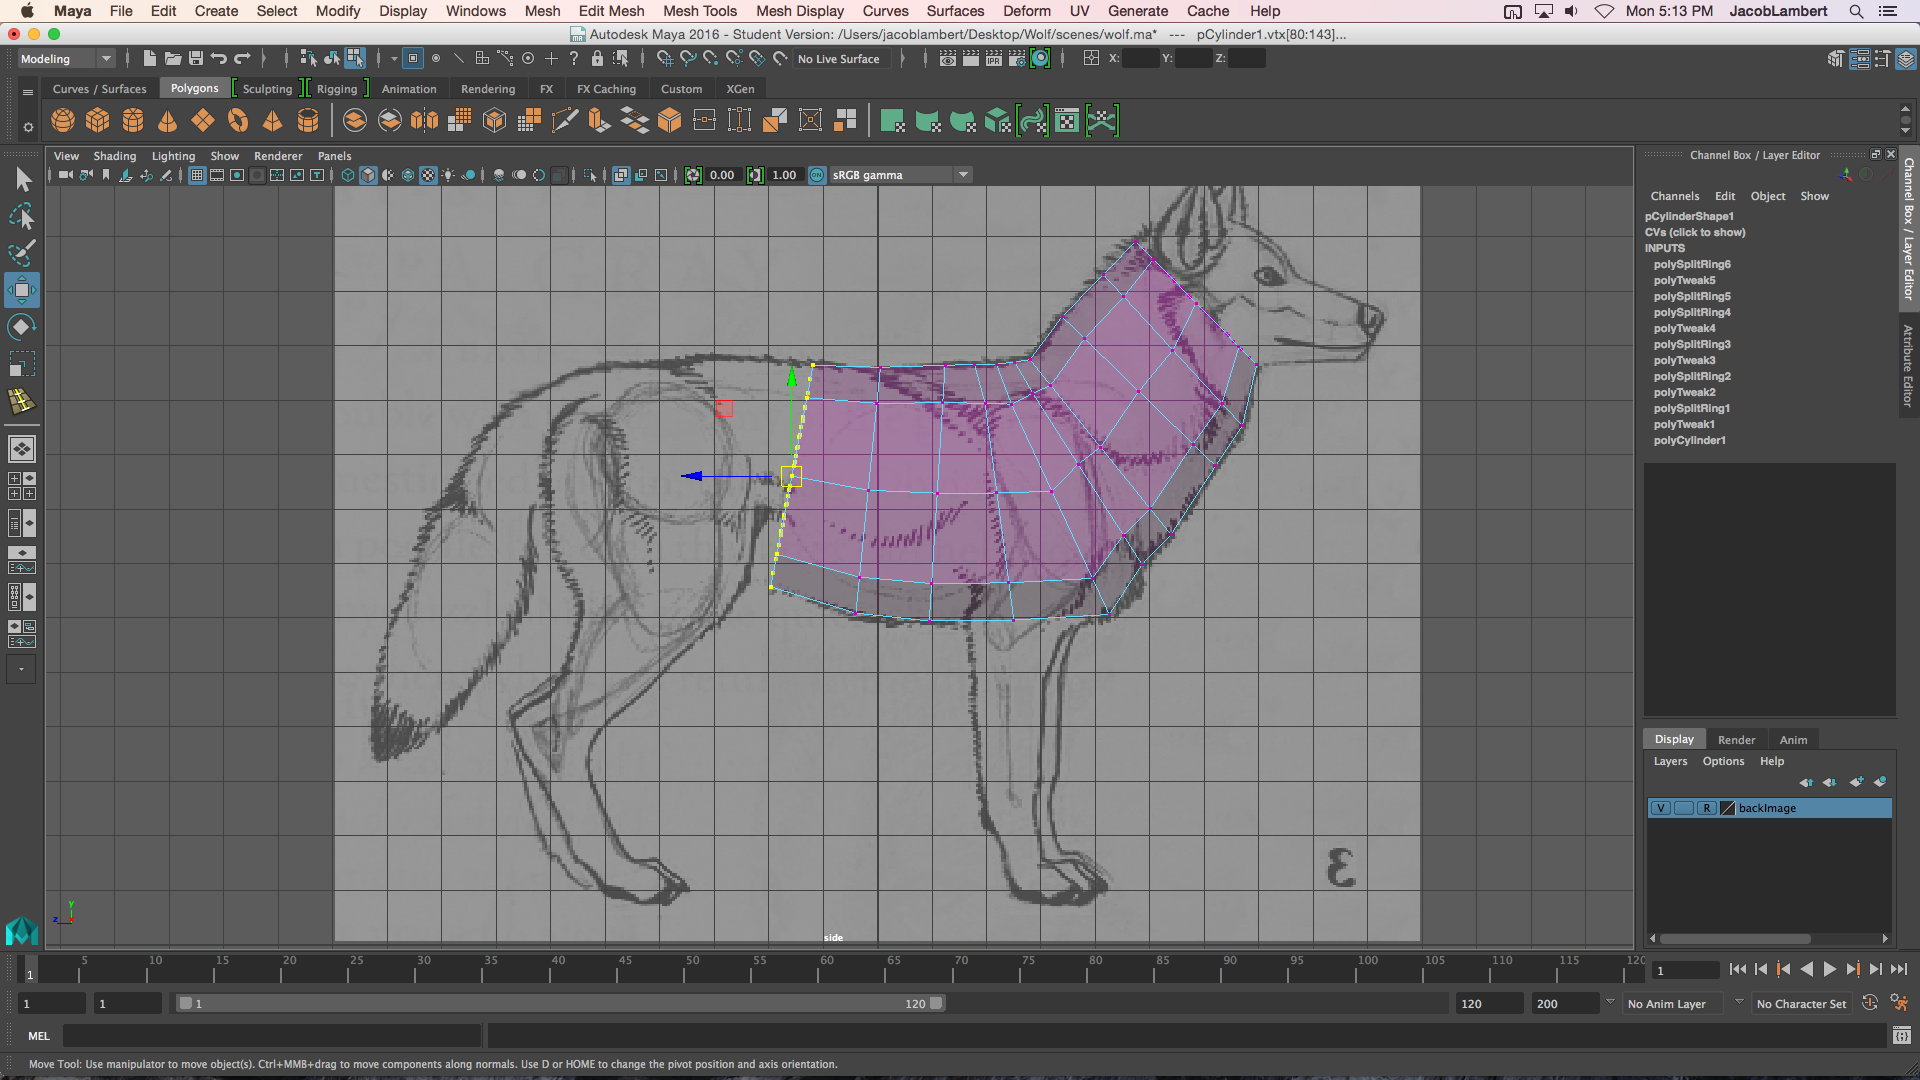 Maya File Edit Create Select Modify Display Windows Mesh Edit Mesh Mesh Tools Mesh Display Curves Surfaces Deform UV Generate Cache Help Mon 5:13 PM JacobLambert
Autodesk Maya 2016 - Student Version: /Users/jacoblambert/Desktop/Wolf/scenes/wolf.ma* --- pCylinder1.vtx[80:143]...
Modeling No Live Surface X: Y: Z:
Curves / Surfaces Polygons Sculpting Rigging Animation Rendering FX FX Caching Custom XGen
View Shading Lighting Show Renderer Panels
0.00 1.00 ON sRGB gamma
Channel Box / Layer Editor
Channels Edit Object Show
pCylinderShape1
CVs (click to show)
INPUTS
polySplitRing6
polyTweak5
polySplitRing5
polySplitRing4
polyTweak4
polySplitRing3
polyTweak3
polySplitRing2
polyTweak2
polySplitRing1
polyTweak1
polyCylinder1
Channel Box / Layer Editor
Attribute Editor
Display Render Anim
Layers Options Help
V R backImage
3
y
z
side
5 10 15 20 25 30 35 40 45 50 55 60 65 70 75 80 85 90 95 100 105 110 115 120
1 1
1 1 1 120 120 200 No Anim Layer No Character Set
MEL
Move Tool: Use manipulator to move object(s). Ctrl+MMB+drag to move components along normals. Use D or HOME to change the pivot position and axis orientation.